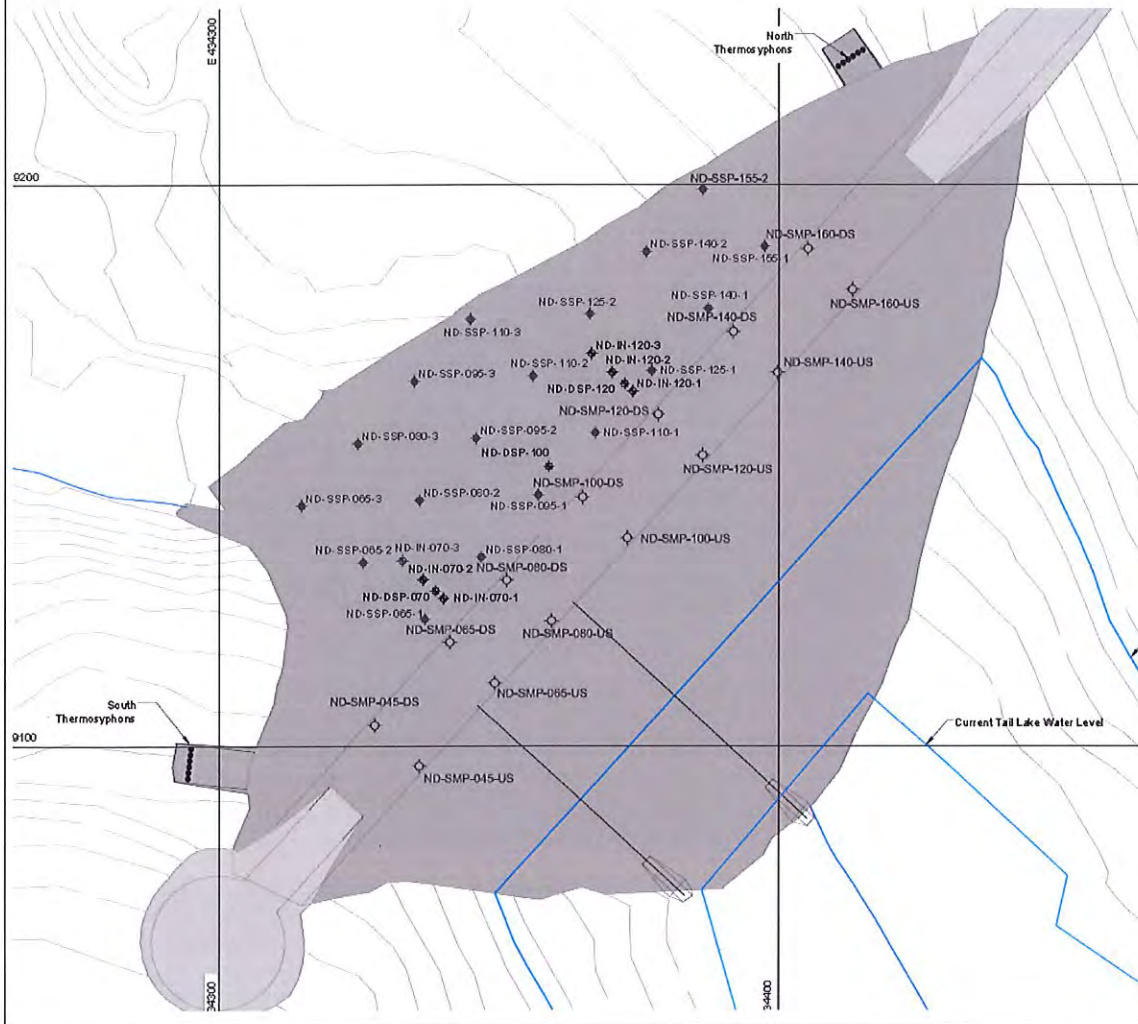 E 434300
North
Thermosyphons
9200
ND-SSP-155-2
ND-SSP-140-2
ND-SMP-160-DS
ND-SSP-155-1
ND-SMP-160-US
ND-SSP-125-2
ND-SSP-140-1
ND-SMP-140-DS
ND-SSP-110-3
ND-IN-120-3
ND-IN-120-2
ND-SSP-110-2
ND-SSP-125-1
ND-SMP-140-US
ND-SSP-095-3
ND-DSP-120
ND-IN-120-1
ND-SMP-120-DS
ND-SSP-080-3
ND-SSP-095-2
ND-SSP-110-1
ND-DSP-100
ND-SMP-120-US
ND-SSP-065-3
ND-SSP-080-2
ND-SMP-100-DS
ND-SSP-095-1
ND-SMP-100-US
ND-SSP-065-2
ND-IN-070-3
ND-SSP-080-1
ND-IN-070-2
ND-SMP-080-DS
ND-DSP-070
ND-IN-070-1
ND-SSP-065-1
ND-SMP-065-DS
ND-SMP-080-US
ND-SMP-065-US
South
Thermosyphons
ND-SMP-045-DS
Current Tail Lake Water Level
9100
ND-SMP-045-US
34300
34400